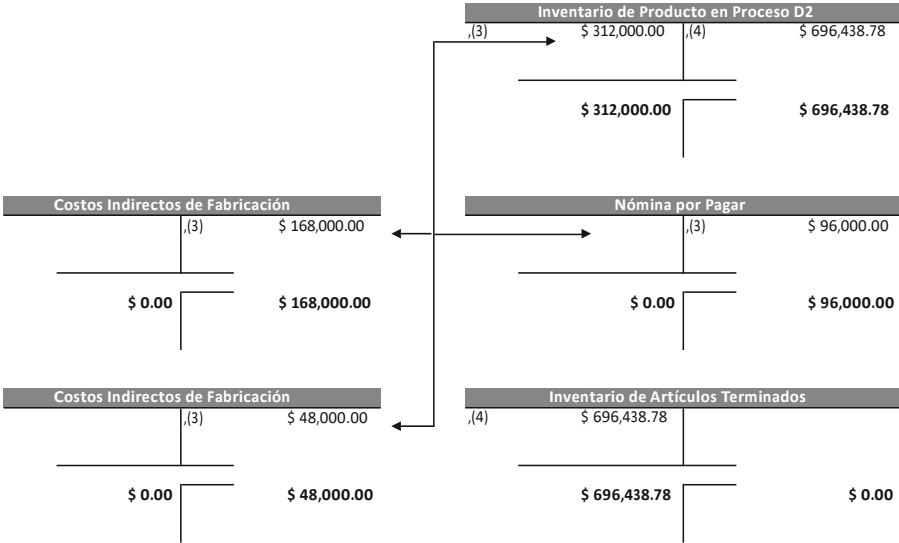 Inventario de Producto en Proceso D2
,(3) $ 312,000.00 ,(4) $ 696,438.78
$ 312,000.00 $ 696,438.78
Costos Indirectos de Fabricación
,(3) $ 168,000.00
$ 0.00 $ 168,000.00
Nómina por Pagar
,(3) $ 96,000.00
$ 0.00 $ 96,000.00
Costos Indirectos de Fabricación
,(3) $ 48,000.00
$ 0.00 $ 48,000.00
Inventario de Artículos Terminados
,(4) $ 696,438.78
$ 696,438.78 $ 0.00